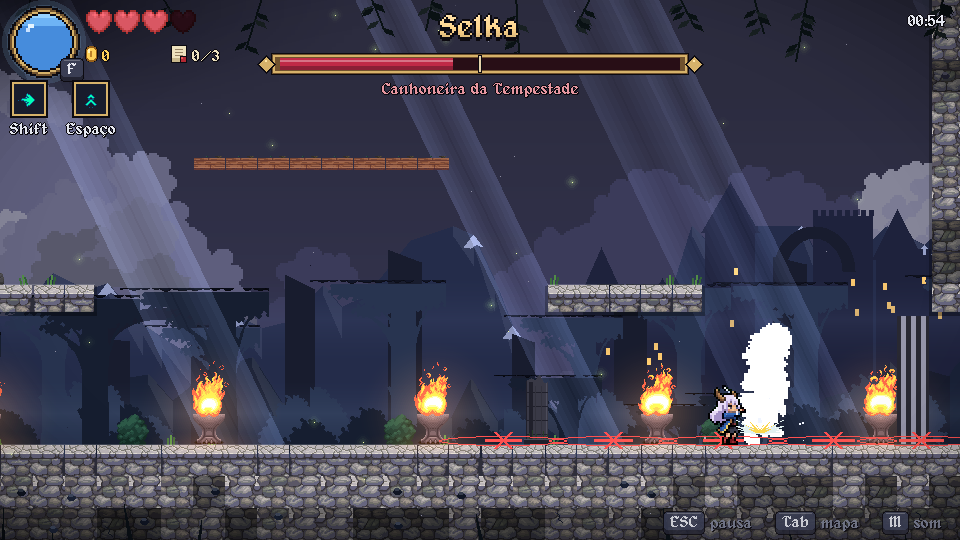 Selka
00:54
0
0/3
F
Canhoneira da Tempestade
Shift
Espaço
ESC pausa
Tab mapa
M som